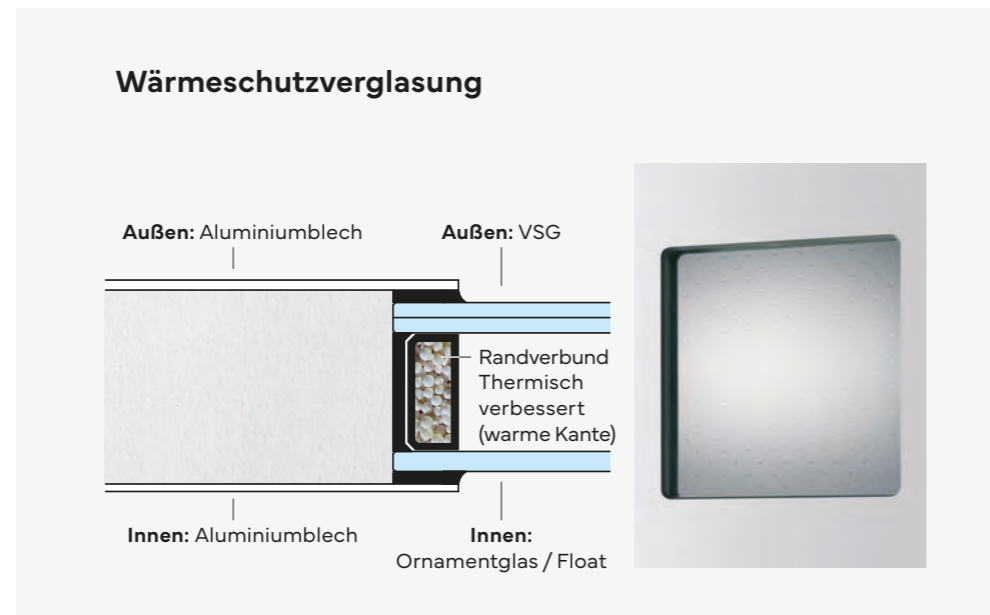 Wärmeschutzverglasung
Außen: Aluminiumblech
Außen: VSG
Randverbund
Thermisch
verbessert
(warme Kante)
Innen: Aluminiumblech
Innen:
Ornamentglas / Float